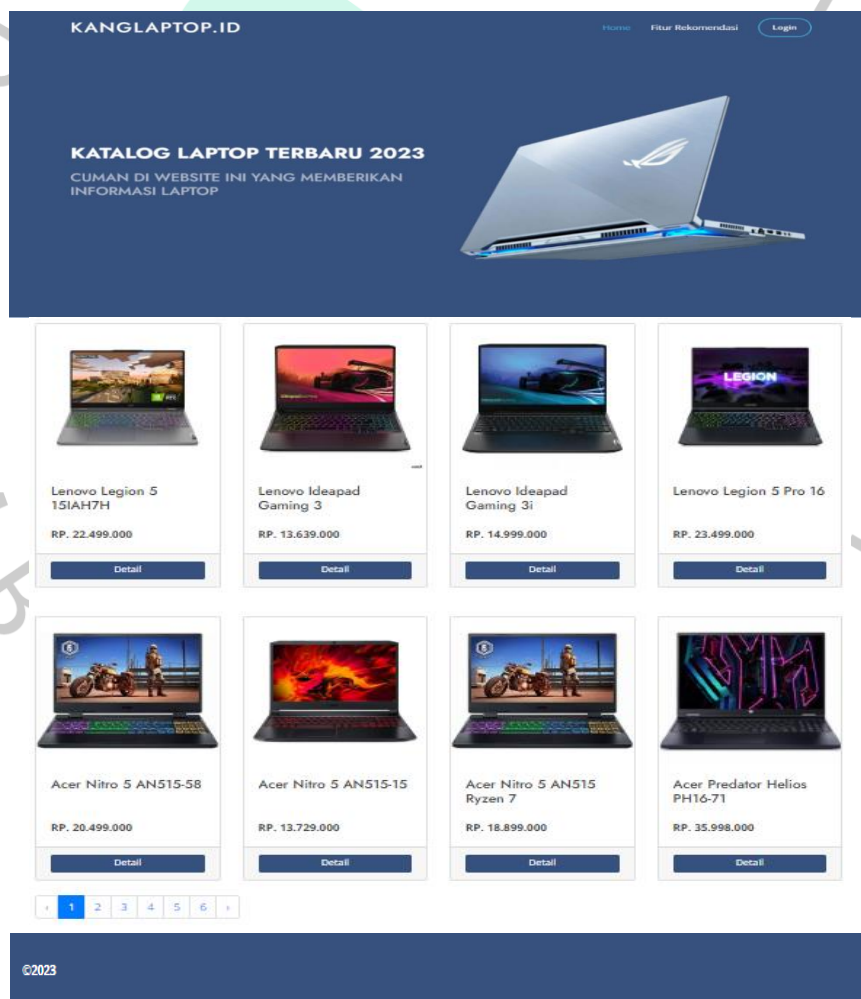 KANGLAPTOP.ID
Home Fitur Rekomendasi Login
KATALOG LAPTOP TERBARU 2023
CUMAN DI WEBSITE INI YANG MEMBERIKAN
INFORMASI LAPTOP
LEGION
Lenovo Legion 5
15IAH7H
RP. 22.499.000
Detail
Lenovo Ideapad
Gaming 3
RP. 13.639.000
Detail
Lenovo Ideapad
Gaming 3i
RP. 14.999.000
Detail
Lenovo Legion 5 Pro 16
RP. 23.499.000
Detail
Acer Nitro 5 AN515-58
RP. 20.499.000
Detail
Acer Nitro 5 AN515-15
RP. 13.729.000
Detail
Acer Nitro 5 AN515
Ryzen 7
RP. 18.899.000
Detail
Acer Predator Helios
PH16-71
RP. 35.998.000
Detail
‹ 1 2 3 4 5 6 ›
©2023